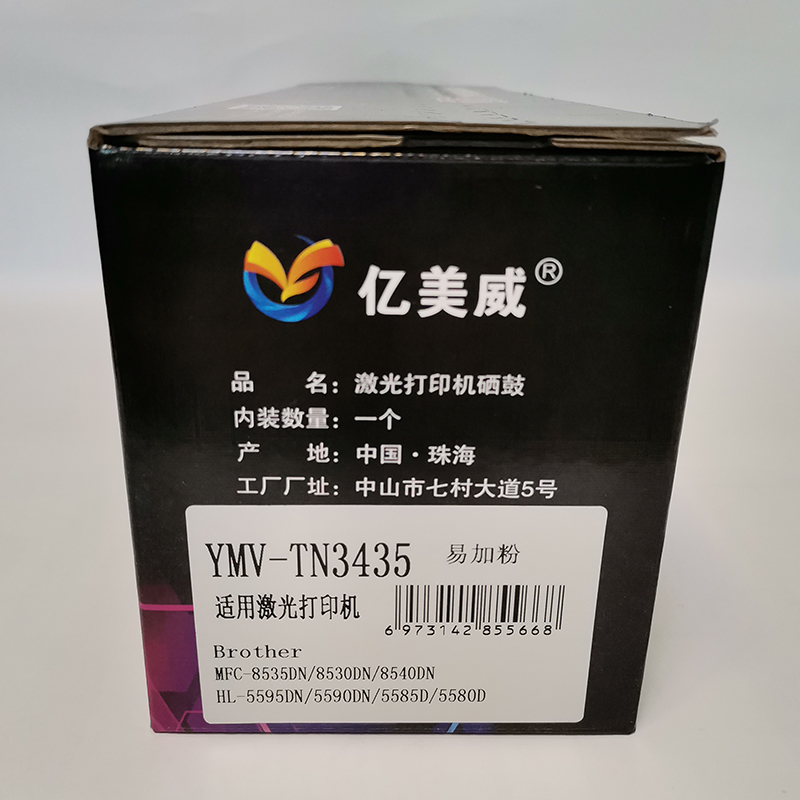 亿美威®
品 名：激光打印机硒鼓
内装数量：一个
产 地：中国·珠海
工厂厂址：中山市七村大道5号
YMV-TN3435 易加粉
适用激光打印机
6 973142 855668
Brother
MFC-8535DN/8530DN/8540DN
HL-5595DN/5590DN/5585D/5580D